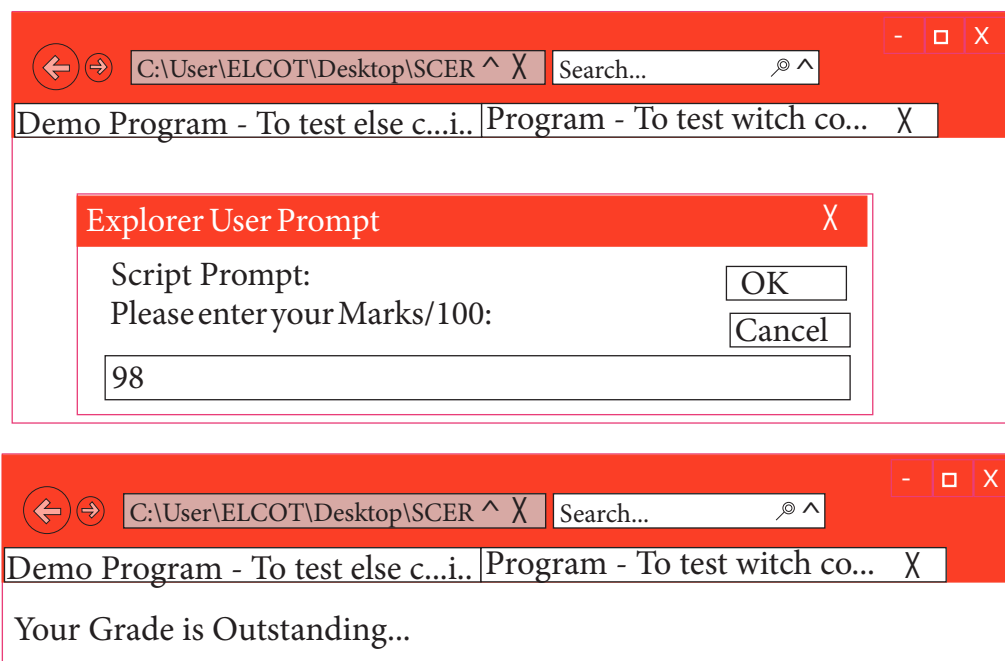 - □ X
C:\User\ELCOT\Desktop\SCER ^ X Search... ^
Demo Program - To test else c...i.. Program - To test witch co... X
Explorer User Prompt X
Script Prompt:
OK
Please enter your Marks/100:
Cancel
98
- □ X
C:\User\ELCOT\Desktop\SCER ^ X Search... ^
Demo Program - To test else c...i.. Program - To test witch co... X
Your Grade is Outstanding...